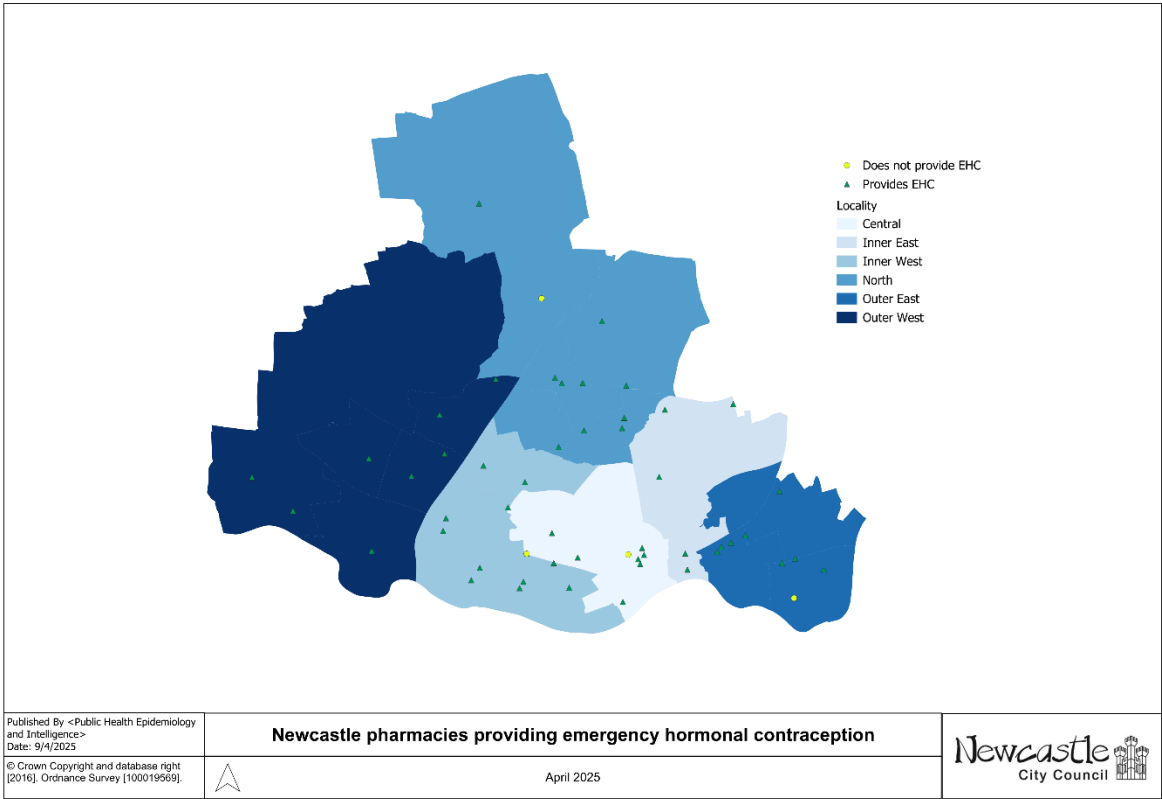 Does not provide EHC
Provides EHC
Locality
Central
Inner East
Inner West
North
Outer East
Outer West
Published By <Public Health Epidemiology
and Intelligence>
Date: 9/4/2025
© Crown Copyright and database right
[2016]. Ordnance Survey [100019569].
Newcastle pharmacies providing emergency hormonal contraception
April 2025
Newcastle
City Council